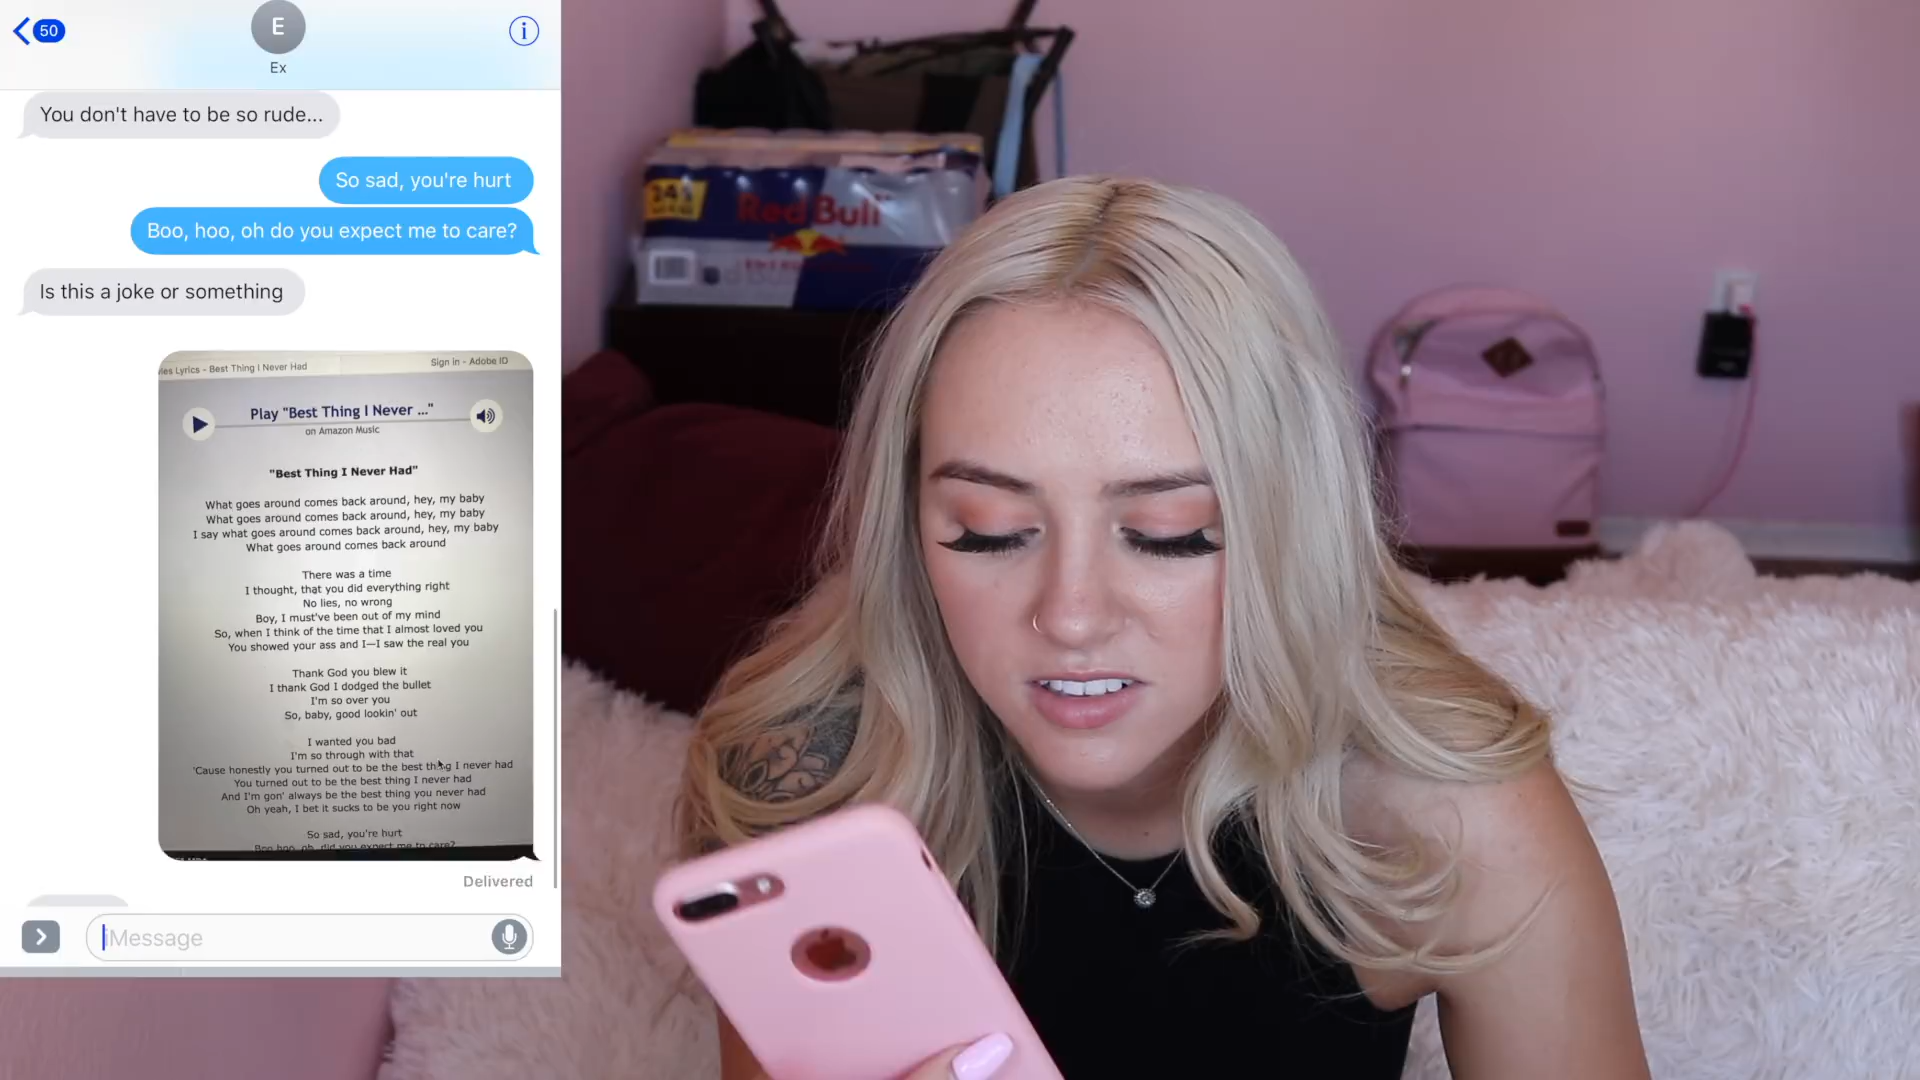 50
E
Ex
You don't have to be so rude...
So sad, you're hurt
Boo, hoo, oh do you expect me to care?
Is this a joke or something
Lyrics - Best Thing I Never Had
Sign in - Adobe ID
Play "Best Thing I Never ..."
on Amazon Music
"Best Thing I Never Had"
What goes around comes back around, hey, my baby
What goes around comes back around, hey, my baby
I say what goes around comes back around, hey, my baby
What goes around comes back around
There was a time
I thought, that you did everything right
No lies, no wrong
Boy, I must've been out of my mind
So, when I think of the time that I almost loved you
You showed your ass and I—I saw the real you
Thank God you blew it
I thank God I dodged the bullet
I'm so over you
So, baby, good lookin' out
I wanted you bad
I'm so through with that
'Cause honestly you turned out to be the best thing I never had
You turned out to be the best thing I never had
And I'm gon' always be the best thing you never had
Oh yeah, I bet it sucks to be you right now
So sad, you're hurt
Boo hoo, oh, did you expect me to care?
Delivered
iMessage
24
Red Bull